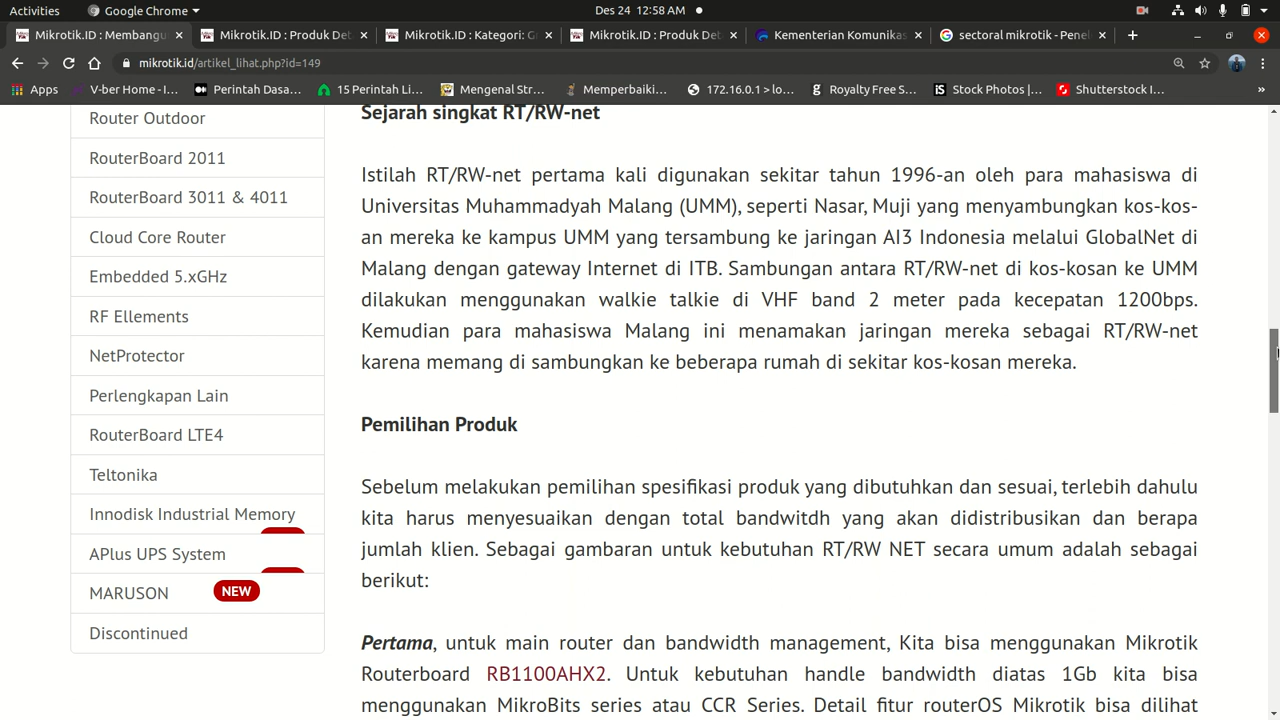 Activities
Google Chrome
Des 24 12:58 AM
Mikrotik.ID : Membangu
Mikrotik.ID : Produk De
Mikrotik.ID : Kategori: G
Mikrotik.ID : Produk De
Kementerian Komunikas
sectoral mikrotik - Pene
mikrotik.id/artikel_lihat.php?id=149
Apps
V-ber Home - I...
Perintah Dasa...
15 Perintah Li...
Mengenal Str...
Memperbaiki...
172.16.0.1 > lo...
Royalty Free S...
Stock Photos |...
Shutterstock I...
»
Router Outdoor
RouterBoard 2011
RouterBoard 3011 & 4011
Cloud Core Router
Embedded 5.xGHz
RF Ellements
NetProtector
Perlengkapan Lain
RouterBoard LTE4
Teltonika
Innodisk Industrial Memory
APlus UPS System
MARUSON NEW
Discontinued
Sejarah singkat RT/RW-net
Istilah RT/RW-net pertama kali digunakan sekitar tahun 1996-an oleh para mahasiswa di
Universitas Muhammadyah Malang (UMM), seperti Nasar, Muji yang menyambungkan kos-kos-
an mereka ke kampus UMM yang tersambung ke jaringan AI3 Indonesia melalui GlobalNet di
Malang dengan gateway Internet di ITB. Sambungan antara RT/RW-net di kos-kosan ke UMM
dilakukan menggunakan walkie talkie di VHF band 2 meter pada kecepatan 1200bps.
Kemudian para mahasiswa Malang ini menamakan jaringan mereka sebagai RT/RW-net
karena memang di sambungkan ke beberapa rumah di sekitar kos-kosan mereka.
Pemilihan Produk
Sebelum melakukan pemilihan spesifikasi produk yang dibutuhkan dan sesuai, terlebih dahulu
kita harus menyesuaikan dengan total bandwitdh yang akan didistribusikan dan berapa
jumlah klien. Sebagai gambaran untuk kebutuhan RT/RW NET secara umum adalah sebagai
berikut:
Pertama, untuk main router dan bandwidth management, Kita bisa menggunakan Mikrotik
Routerboard RB1100AHX2. Untuk kebutuhan handle bandwidth diatas 1Gb kita bisa
menggunakan MikroBits series atau CCR Series. Detail fitur routerOS Mikrotik bisa dilihat